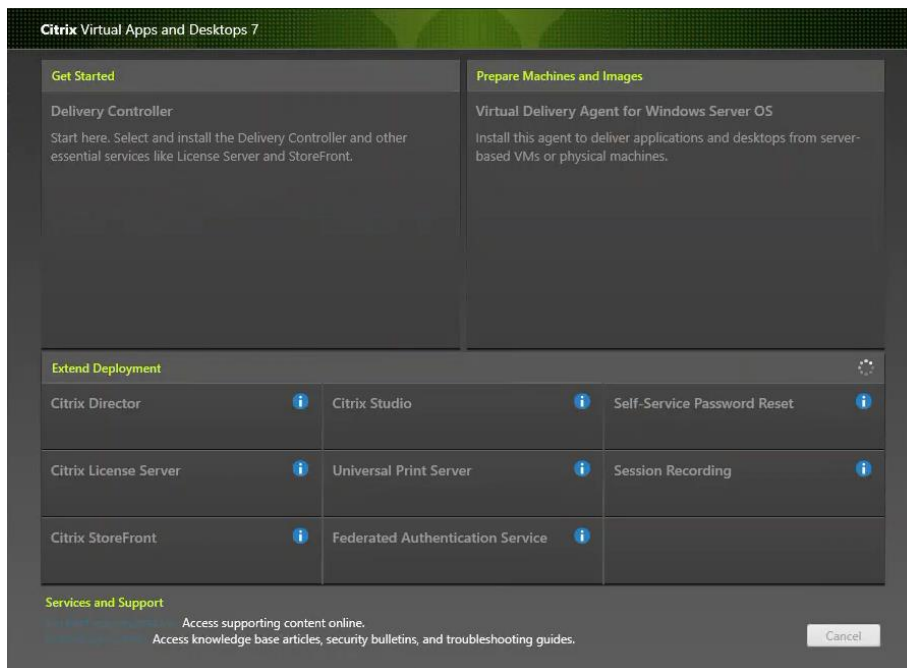 Citrix Virtual Apps and Desktops 7
Get Started
Delivery Controller
Start here. Select and install the Delivery Controller and other
essential services like License Server and StoreFront.
Prepare Machines and Images
Virtual Delivery Agent for Windows Server OS
Install this agent to deliver applications and desktops from server-
based VMs or physical machines.
Extend Deployment
Citrix Director
Citrix Studio
Self-Service Password Reset
Citrix License Server
Universal Print Server
Session Recording
Citrix StoreFront
Federated Authentication Service
Services and Support
Access supporting content online.
Access knowledge base articles, security bulletins, and troubleshooting guides.
Cancel